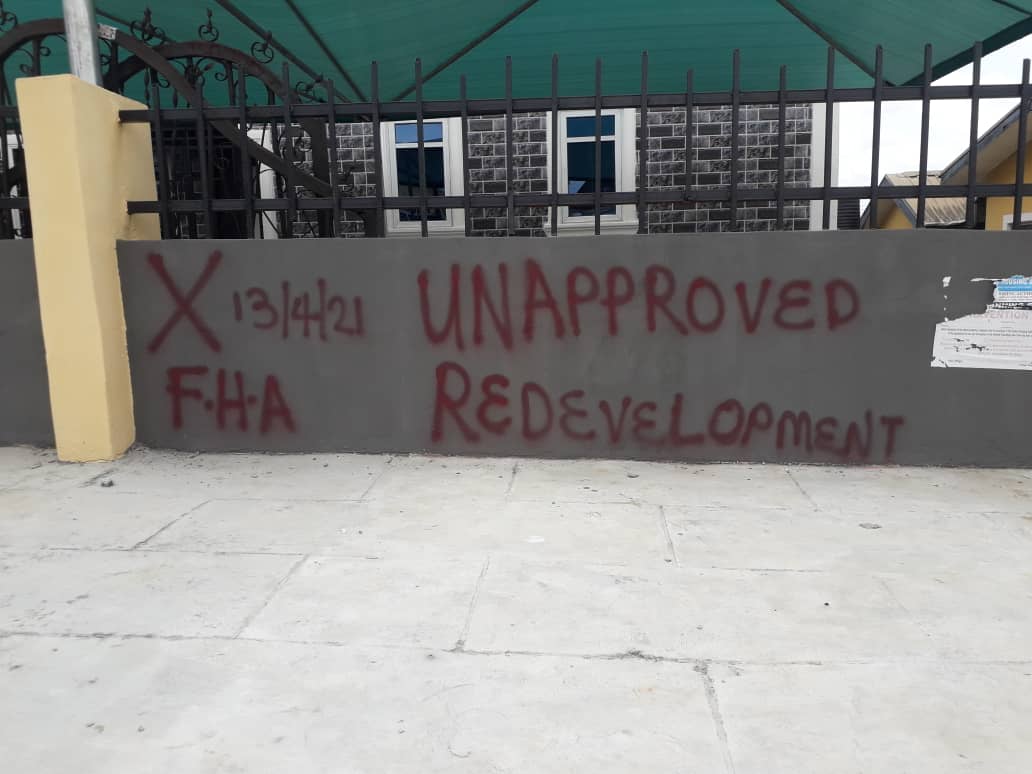 X 13/4/21 UNAPPROVED
F.H.A REDEVELOPMENT